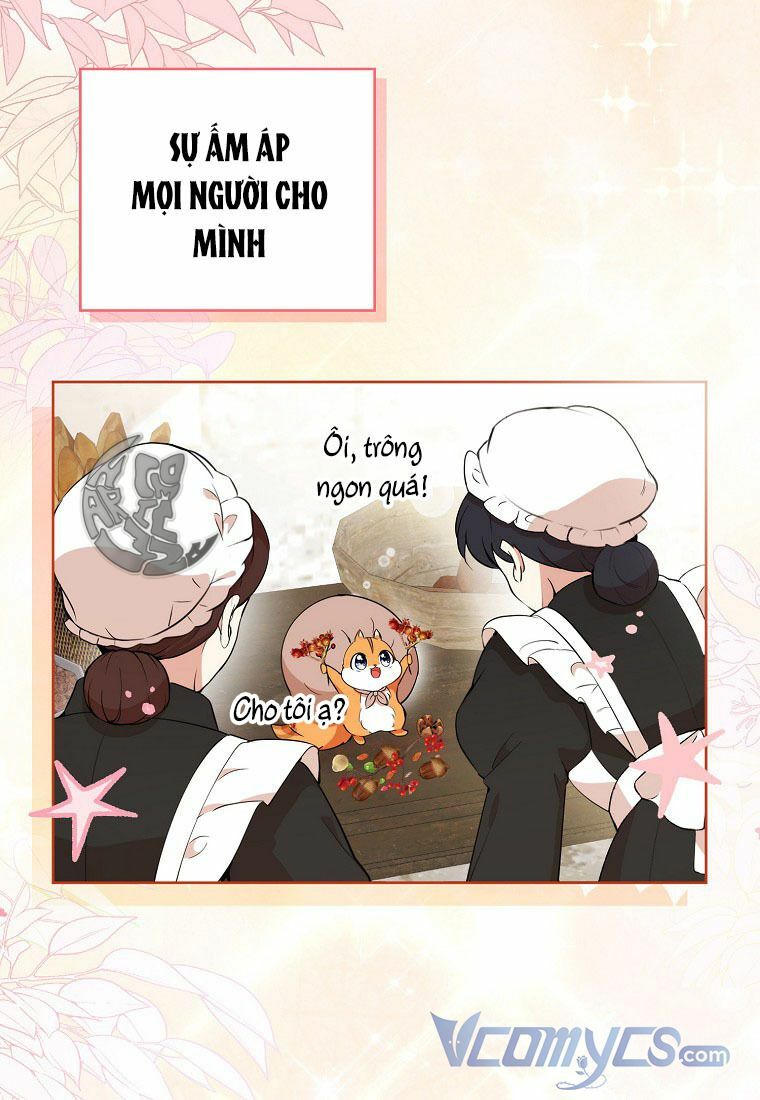 SỰ ẤM ÁP
MỌI NGƯỜI CHO
MÌNH
Ôi, trông
ngon quá!
Cho tôi ạ?
VCOMYCS.com